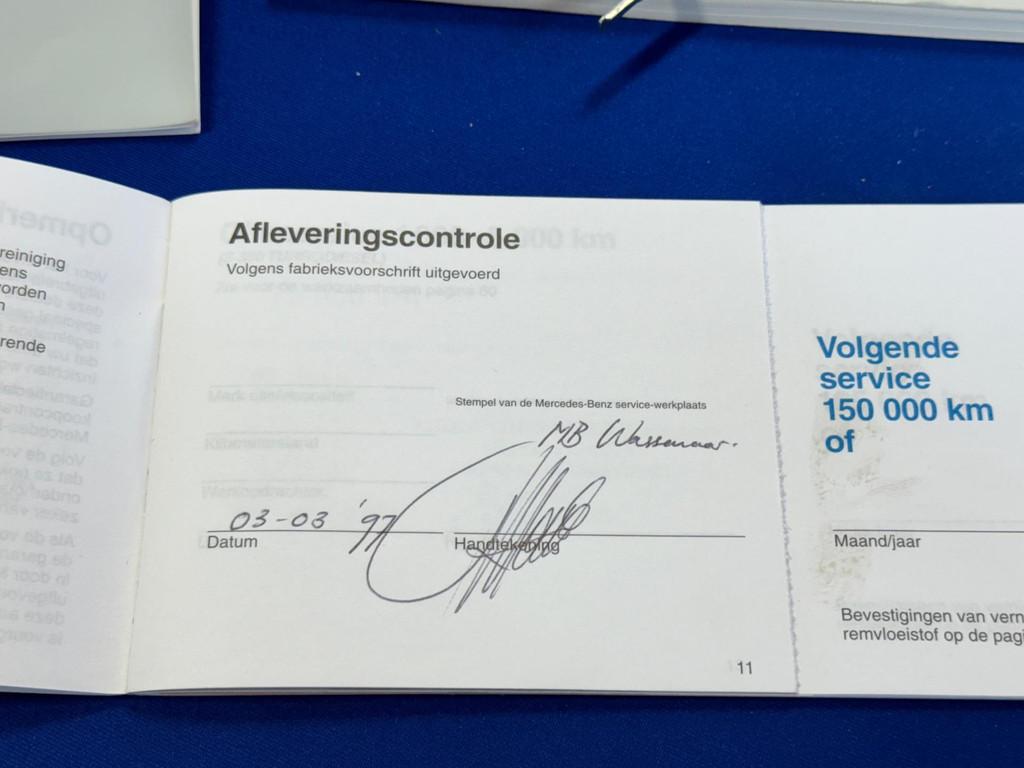 reiniging
ens
orden
n
rende
Afleveringscontrole
Volgens fabrieksvoorschrift uitgevoerd
Stempel van de Mercedes-Benz service-werkplaats
MB Wassenaar.
03-03 '97
Datum
Handtekening
11
Volgende
service
150 000 km
of
Maand/jaar
Bevestigingen van vern
remvloeistof op de pagi